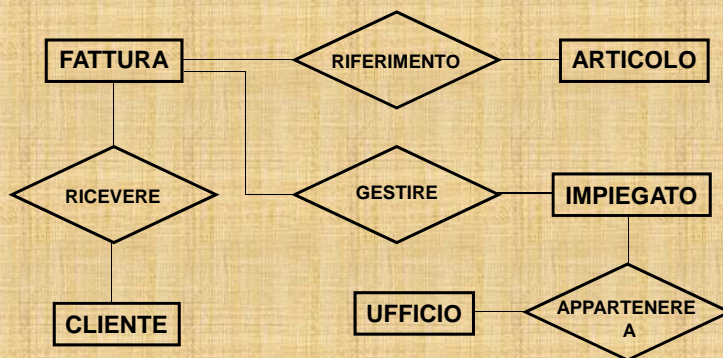 FATTURA
RIFERIMENTO
ARTICOLO
RICEVERE
GESTIRE
IMPIEGATO
CLIENTE
UFFICIO
APPARTENERE
A